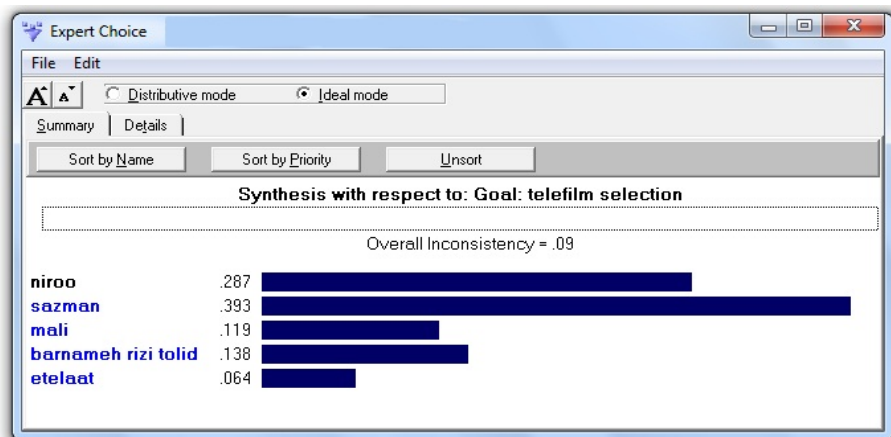 Expert Choice
File Edit
A A Distributive mode Ideal mode
Summary Details
Sort by Name Sort by Priority Unsort
Synthesis with respect to: Goal: telefilm selection
Overall Inconsistency = .09
niroo .287
sazman .393
mali .119
barnameh rizi tolid .138
etelaat .064